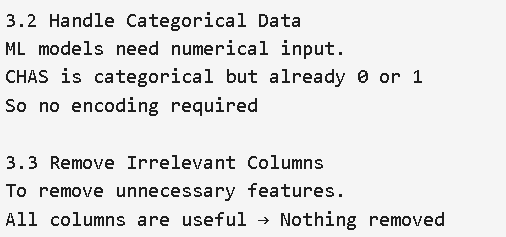 3.2 Handle Categorical Data
ML models need numerical input.
CHAS is categorical but already 0 or 1
So no encoding required
3.3 Remove Irrelevant Columns
To remove unnecessary features.
All columns are useful → Nothing removed